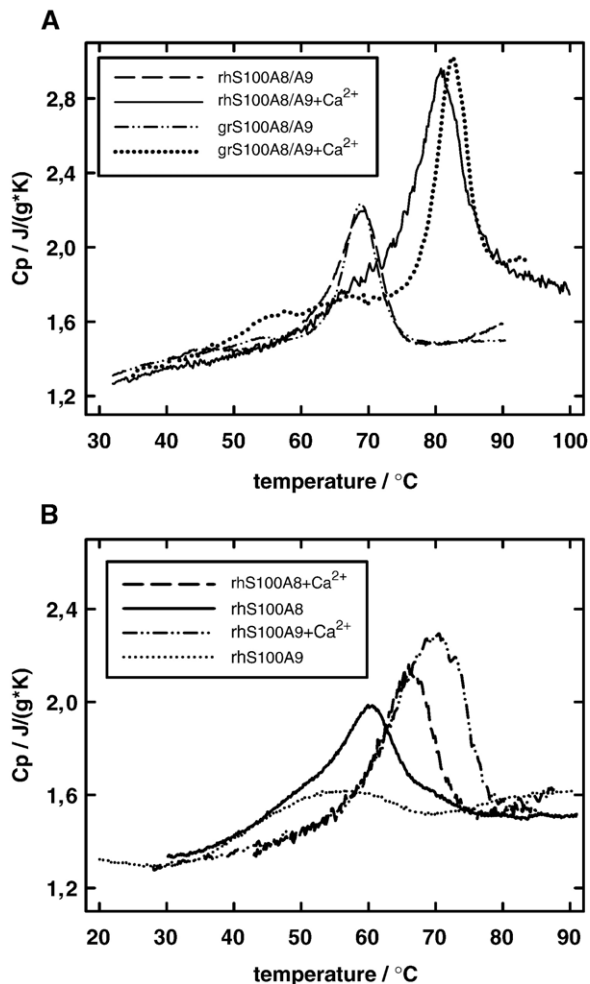 A
rhS100A8/A9
rhS100A8/A9+Ca²⁺
grS100A8/A9
grS100A8/A9+Ca²⁺
2,8
2,4
2,0
1,6
1,2
Cp / J/(g*K)
30 40 50 60 70 80 90 100
temperature / °C
B
rhS100A8+Ca²⁺
rhS100A8
rhS100A9+Ca²⁺
rhS100A9
2,4
2,0
1,6
1,2
Cp / J/(g*K)
20 30 40 50 60 70 80 90
temperature / °C